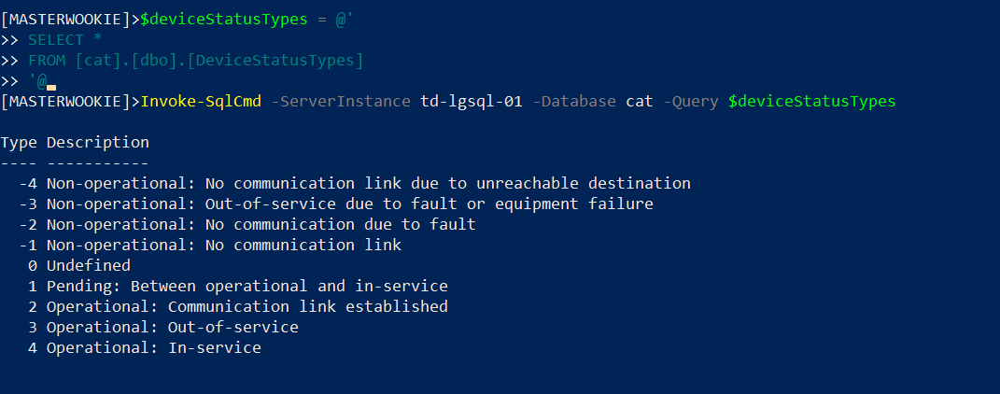 [MASTERWOOKIE]>$deviceStatusTypes = @'
>> SELECT *
>> FROM [cat].[dbo].[DeviceStatusTypes]
>> '@
[MASTERWOOKIE]>Invoke-SqlCmd -ServerInstance td-lgsql-01 -Database cat -Query $deviceStatusTypes
Type Description
---- -----------
-4 Non-operational: No communication link due to unreachable destination
-3 Non-operational: Out-of-service due to fault or equipment failure
-2 Non-operational: No communication due to fault
-1 Non-operational: No communication link
0 Undefined
1 Pending: Between operational and in-service
2 Operational: Communication link established
3 Operational: Out-of-service
4 Operational: In-service